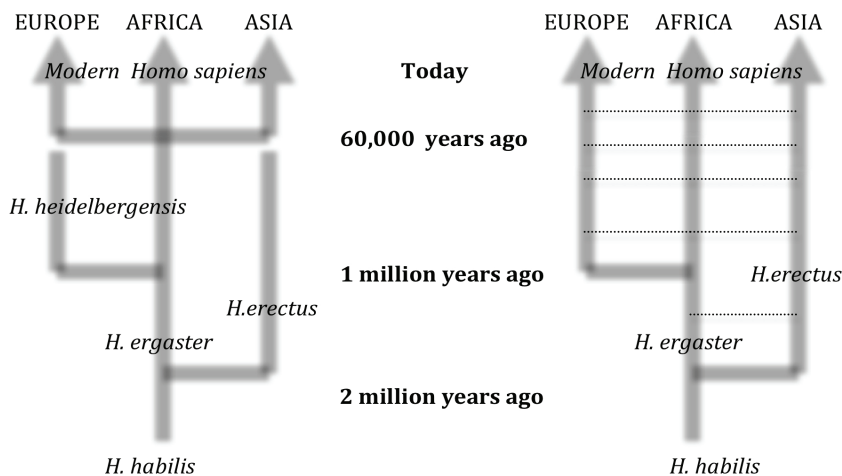 EUROPE AFRICA ASIA EUROPE AFRICA ASIA
Modern Homo sapiens Today Modern Homo sapiens
60,000 years ago
H. heidelbergensis
1 million years ago H.erectus
H.erectus
H. ergaster H. ergaster
2 million years ago
H. habilis H. habilis